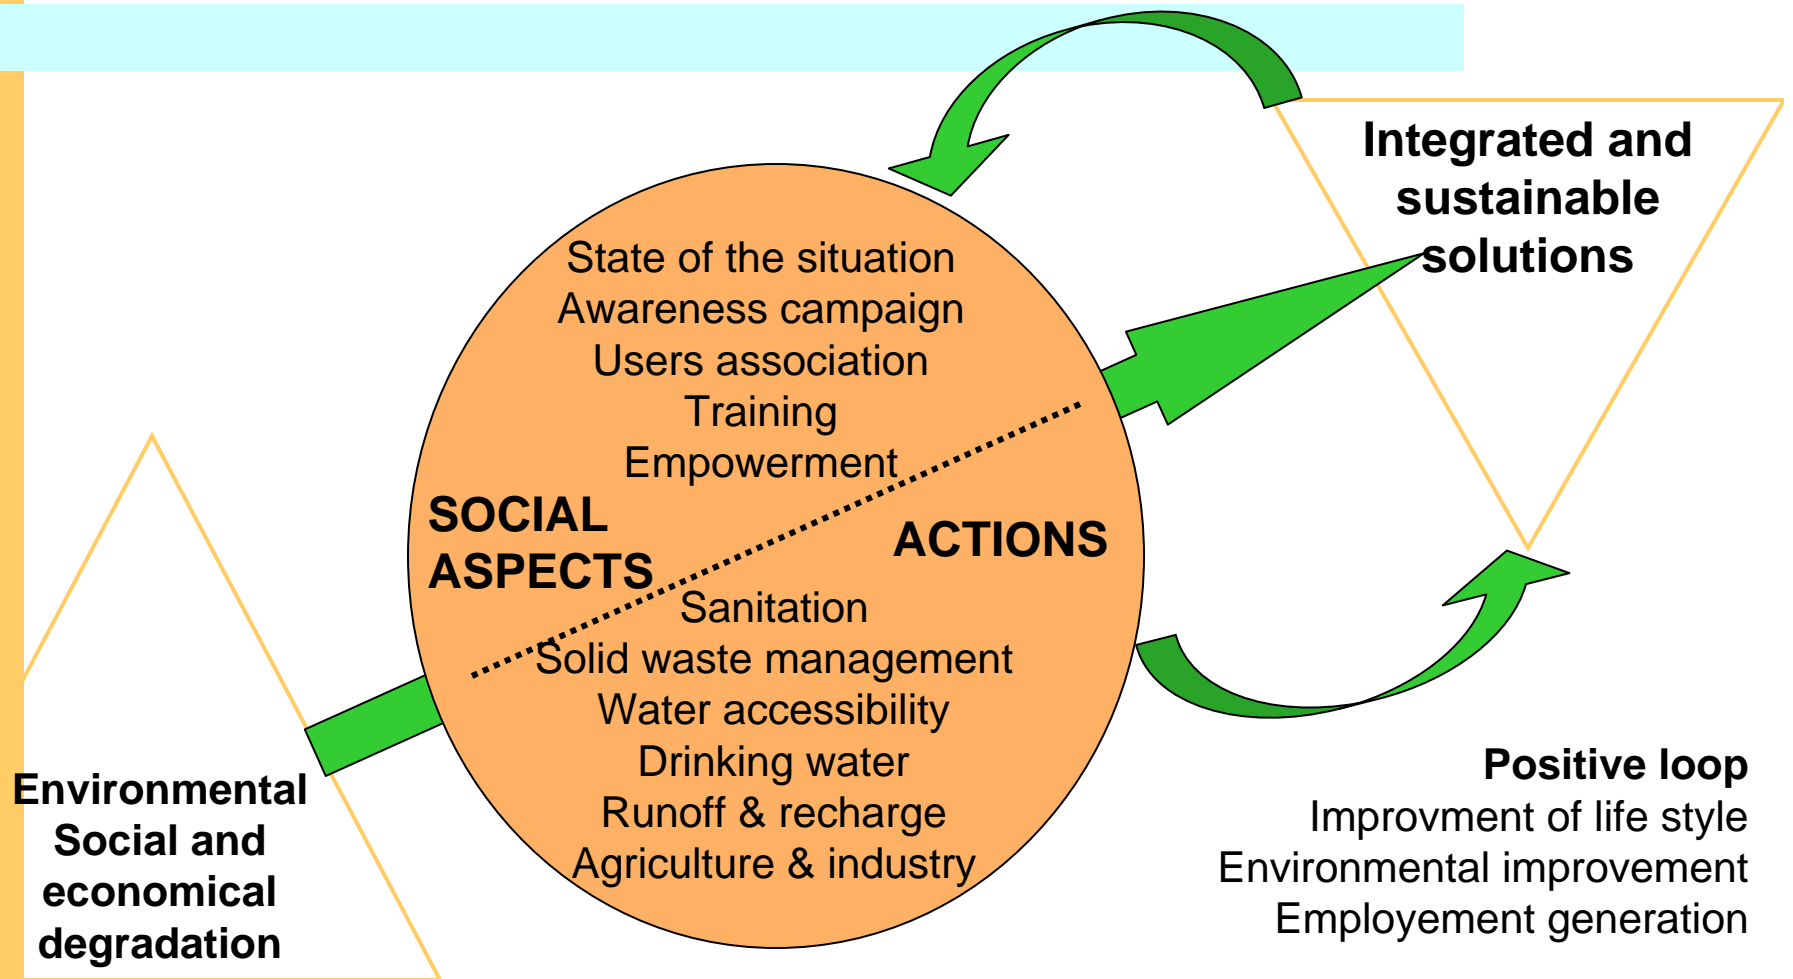 Integrated and
sustainable
solutions
State of the situation
Awareness campaign
Users association
Training
Empowerment
SOCIAL
ASPECTS
ACTIONS
Sanitation
Solid waste management
Water accessibility
Drinking water
Runoff & recharge
Agriculture & industry
Environmental
Social and
economical
degradation
Positive loop
Improvment of life style
Environmental improvement
Employement generation